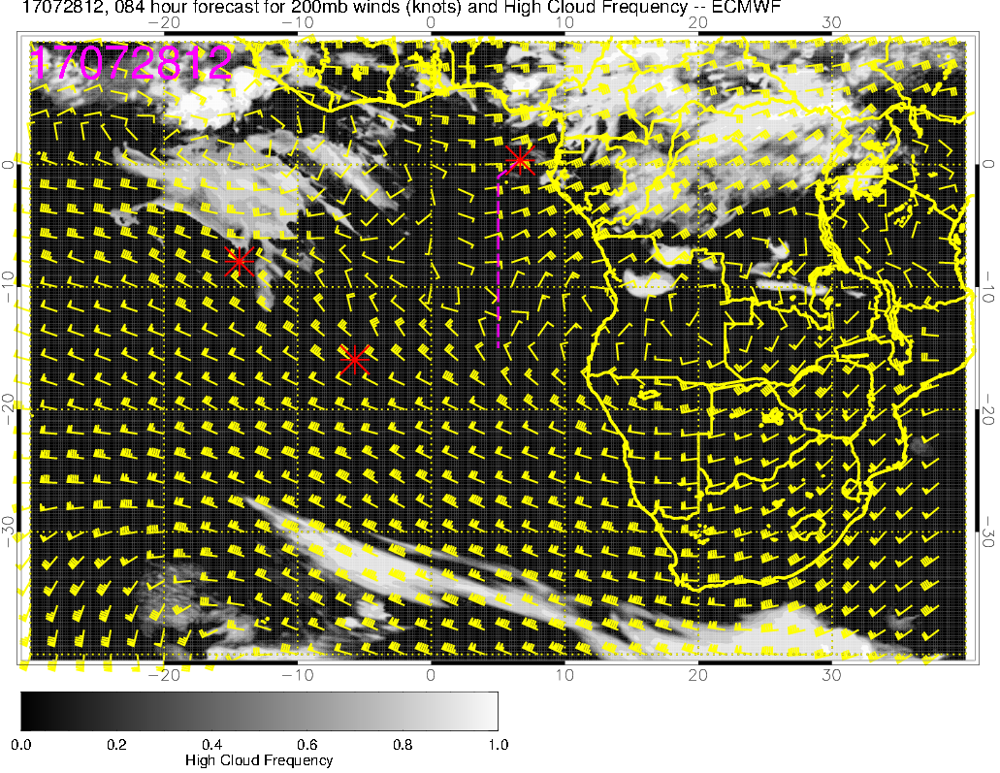 17072812, 084 hour forecast for 200mb winds (knots) and High Cloud Frequency -- ECMWF
−20 −10 0 10 20 30
17072812
0 0
−10 −10
−20 −20
−30 −30
−20 −10 0 10 20 30
0.0 0.2 0.4 0.6 0.8 1.0
High Cloud Frequency